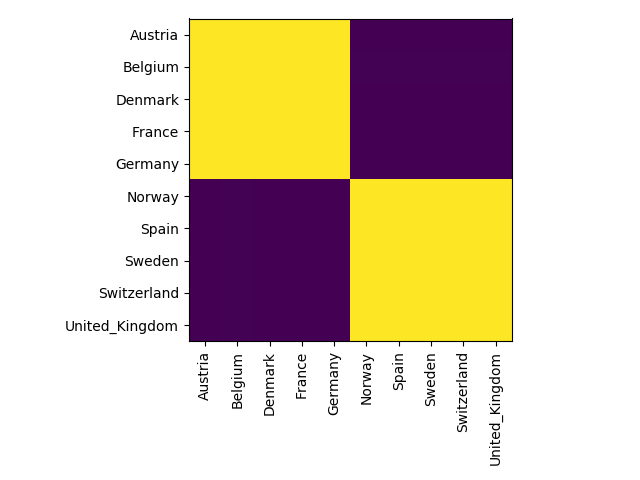 Austria
Belgium
Denmark
France
Germany
Norway
Spain
Sweden
Switzerland
United_Kingdom
Austria
Belgium
Denmark
France
Germany
Norway
Spain
Sweden
Switzerland
United_Kingdom